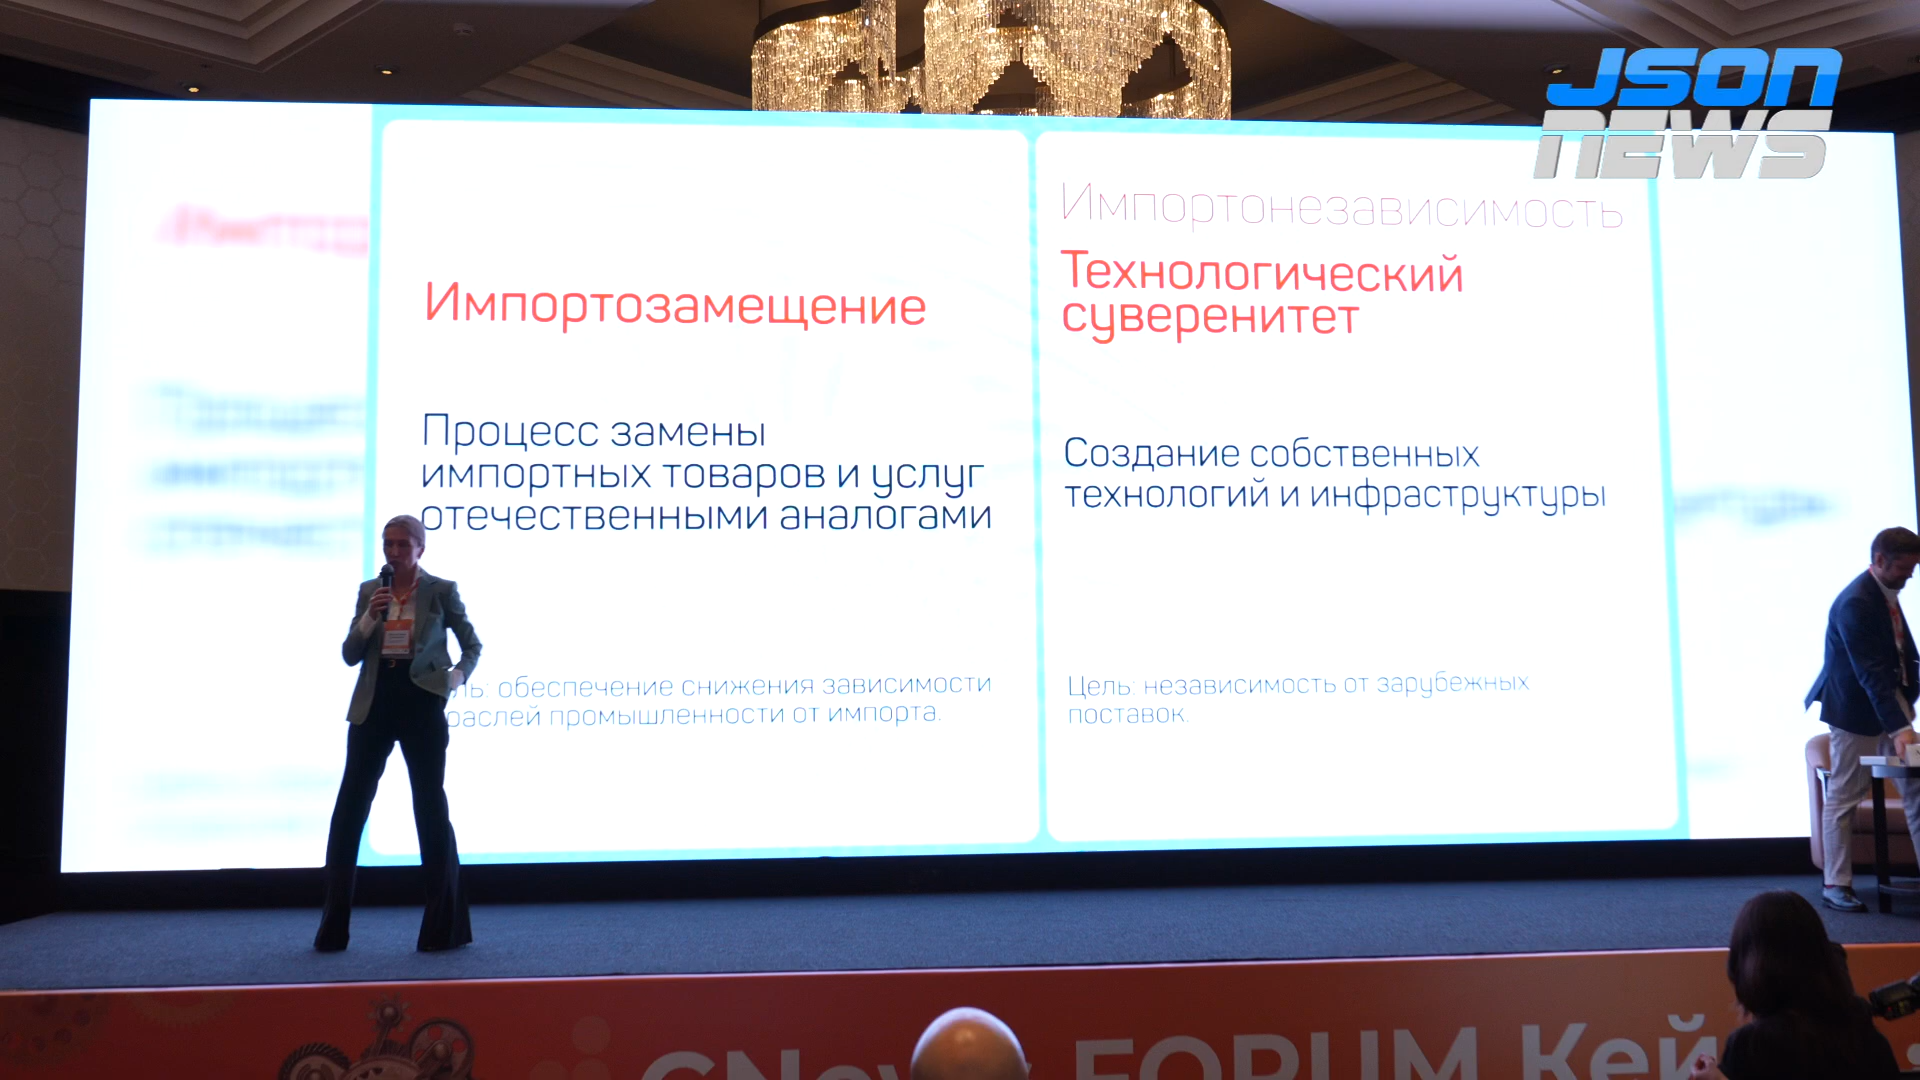 JSON
NEWS
Импортозамещение
Процесс замены
импортных товаров и услуг
отечественными аналогами
обеспечение снижения зависимости
промышленности от импорта.
Импортонезависимость
Технологический
суверенитет
Создание собственных
технологий и инфраструктуры
Цель: независимость от зарубежных
поставок.
FORUM